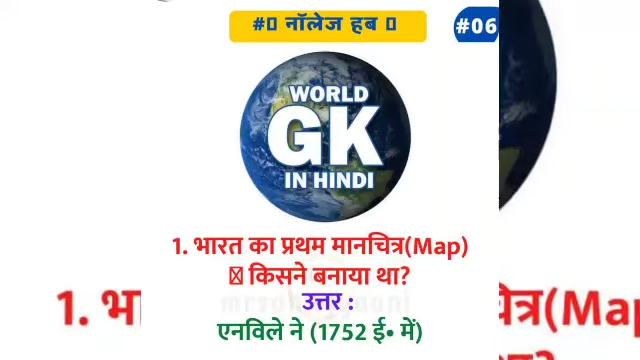 #▯ नॉलेज हब ▯
#06
WORLD
GK
IN HINDI
1. भारत का प्रथम मानचित्र(Map)
▯ किसने बनाया था?
उत्तर :
एनविले ने (1752 ई• में)